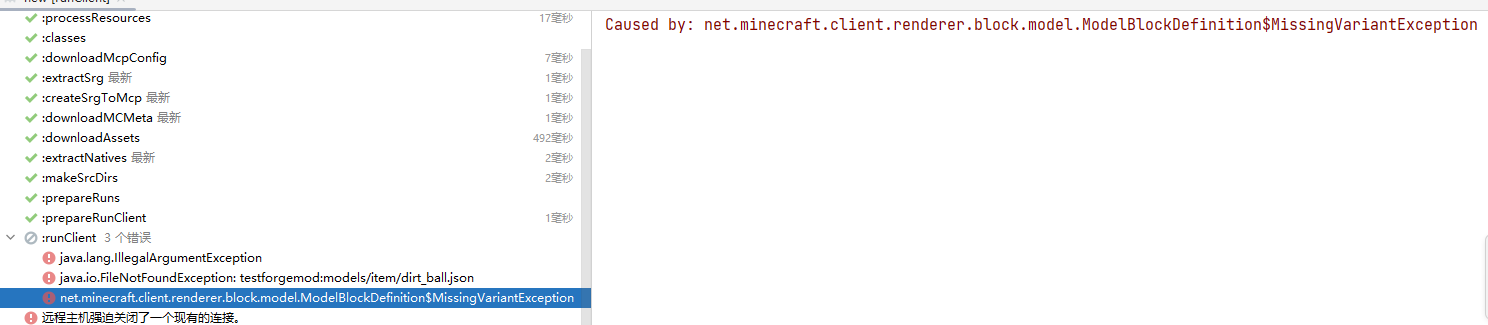 new [runClient]
:processResources 17毫秒
:classes
:downloadMcpConfig 7毫秒
:extractSrg 最新 1毫秒
:createSrgToMcp 最新 1毫秒
:downloadMCMeta 最新 1毫秒
:downloadAssets 492毫秒
:extractNatives 最新 2毫秒
:makeSrcDirs 2毫秒
:prepareRuns
:prepareRunClient 1毫秒
:runClient 3 个错误
java.lang.IllegalArgumentException
java.io.FileNotFoundException: testforgemod:models/item/dirt_ball.json
net.minecraft.client.renderer.block.model.ModelBlockDefinition$MissingVariantException
远程主机强迫关闭了一个现有的连接。
Caused by: net.minecraft.client.renderer.block.model.ModelBlockDefinition$MissingVariantException